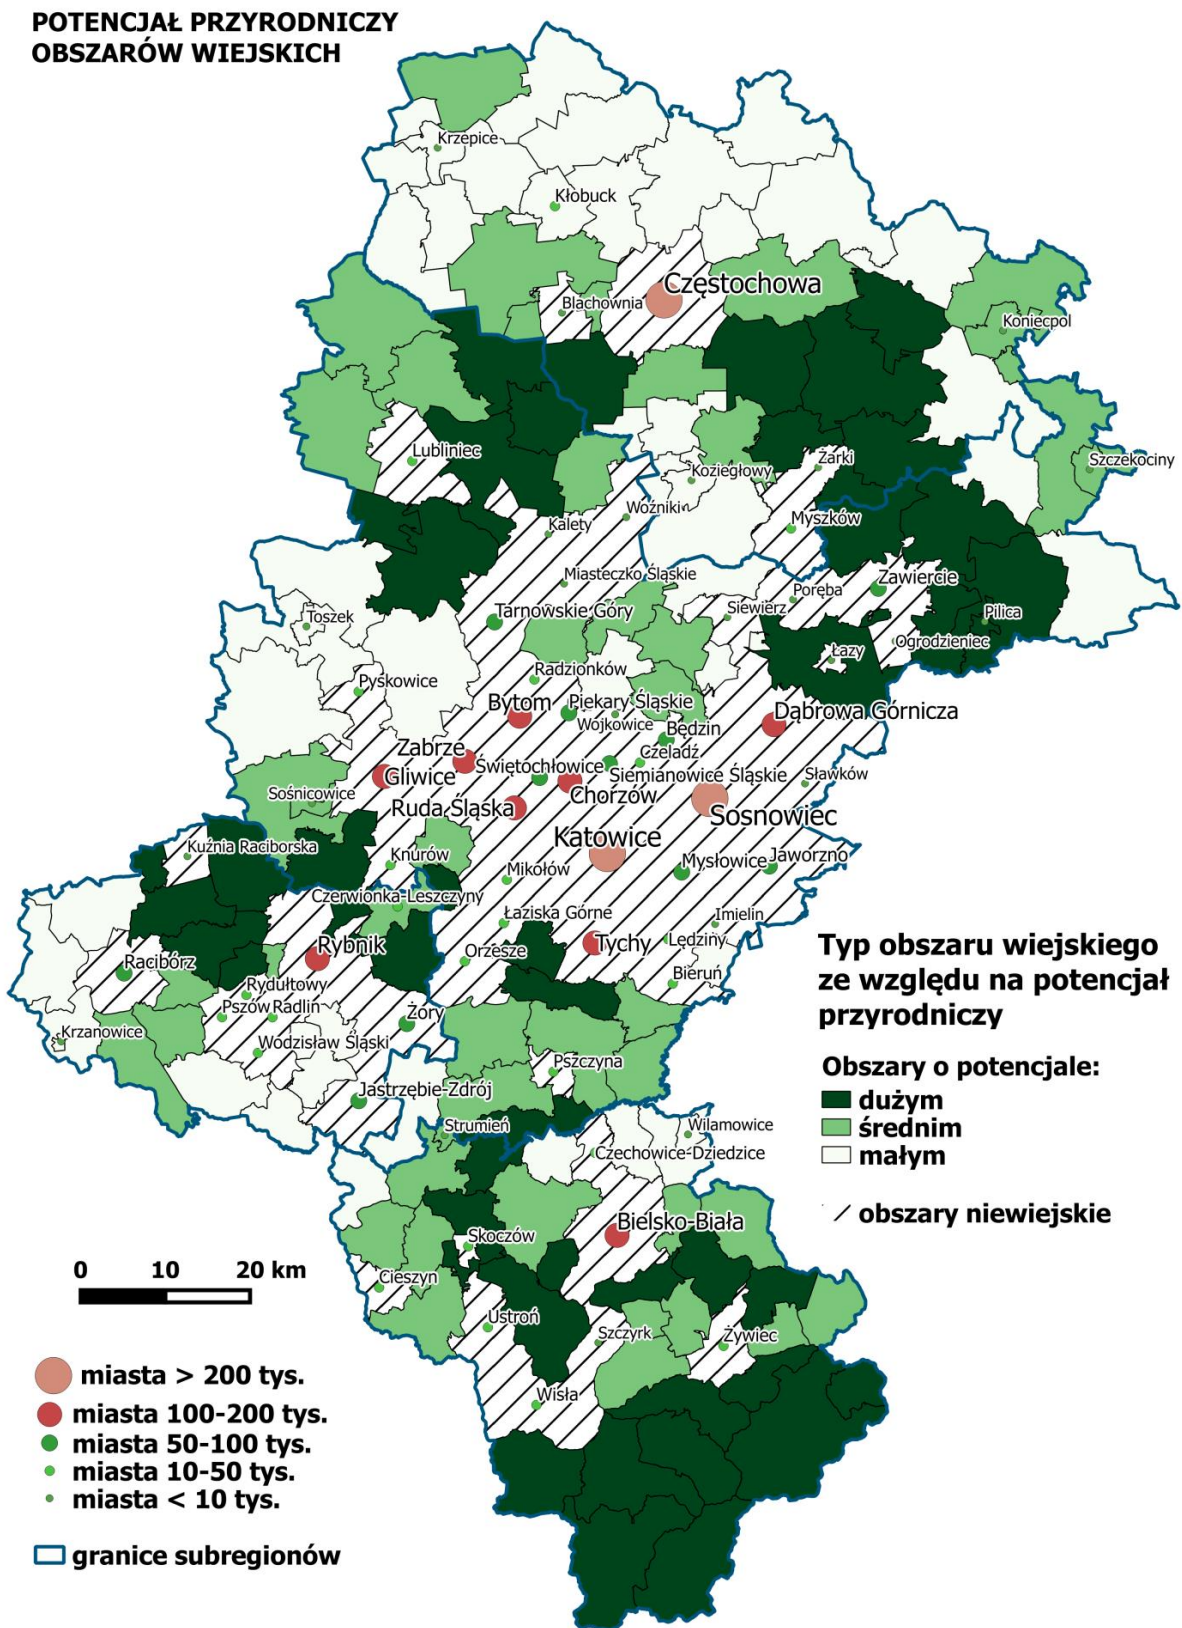 POTENCJAŁ PRZYRODNICZY
OBSZARÓW WIEJSKICH
Krzepice
Kłobuck
Częstochowa
Blachownia
Koniecpol
Lubliniec
Żarki
Szczekociny
Koziegłowy
Woźniki
Kalety
Myszków
Miasteczko Śląskie
Zawiercie
Poręba
Siewierz
Tarnowskie Góry
Pilica
Toszek
Ogrodzieniec
Łazy
Radzionków
Pyskowice
Bytom
Piekary Śląskie
Wojkowice
Dąbrowa Górnicza
Będzin
Zabrze
Czeladź
Świętochłowice
Gliwice
Siemianowice Śląskie
Sławków
Sośnicowice
Chorzów
Ruda Śląska
Sosnowiec
Katowice
Kuźnia Raciborska
Knurów
Mysłowice
Jaworzno
Mikołów
Czerwionka-Leszczyny
Łaziska Górne
Imielin
Rybnik
Tychy
Lędziny
Orzesze
Racibórz
Bieruń
Rydułtowy
Pszów
Radlin
Żory
Krzanowice
Wodzisław Śląski
Pszczyna
Jastrzębie-Zdrój
Strumień
Wilamowice
Czechowice-Dziedzice
Bielsko-Biała
Skoczów
Cieszyn
Ustroń
Szczyrk
Żywiec
Wisła
Typ obszaru wiejskiego
ze względu na potencjał
przyrodniczy
Obszary o potencjale:
dużym
średnim
małym
obszary niewiejskie
0 10 20 km
miasta > 200 tys.
miasta 100-200 tys.
miasta 50-100 tys.
miasta 10-50 tys.
miasta < 10 tys.
granice subregionów